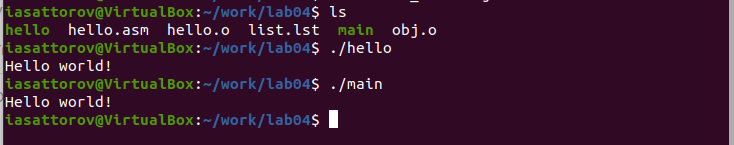 iasattorov@VirtualBox:~/work/lab04$ ls
hello  hello.asm  hello.o  list.lst  main  obj.o
iasattorov@VirtualBox:~/work/lab04$ ./hello
Hello world!
iasattorov@VirtualBox:~/work/lab04$ ./main
Hello world!
iasattorov@VirtualBox:~/work/lab04$